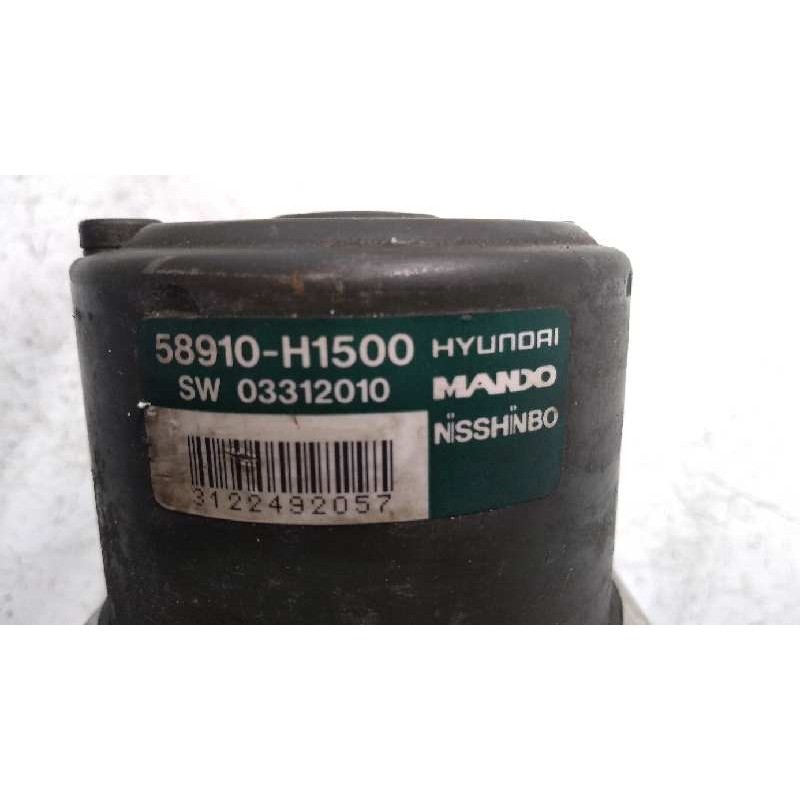 58910-H1500 HYUNDAI
SW 03312010 MANDO
NISSHINBO
3122492057